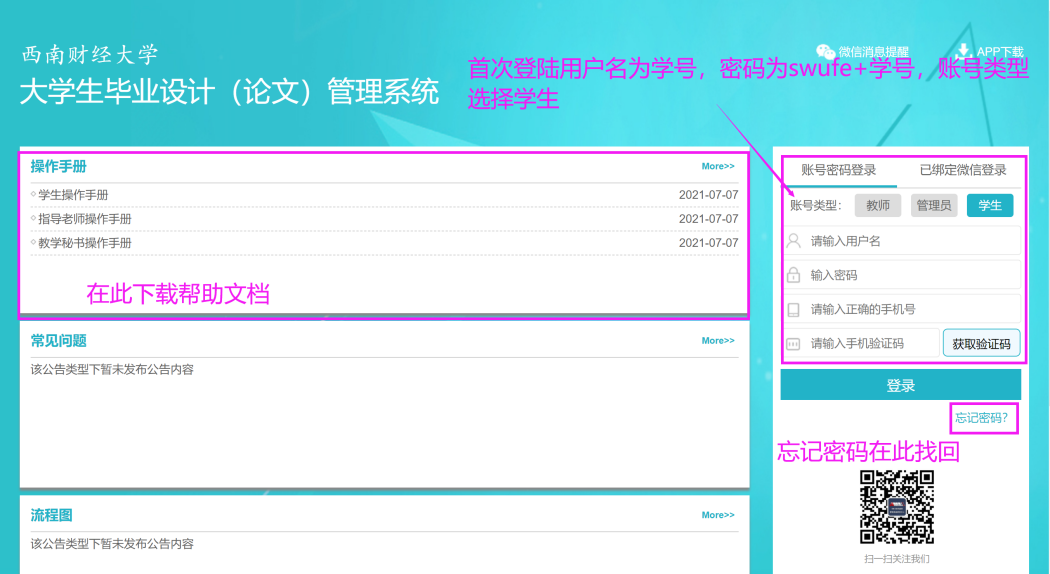 西南财经大学
大学生毕业设计（论文）管理系统
微信消息提醒
APP下载
首次登陆用户名为学号，密码为swufe+学号，账号类型
选择学生
操作手册 More>>
◦学生操作手册 2021-07-07
◦指导老师操作手册 2021-07-07
◦教学秘书操作手册 2021-07-07
在此下载帮助文档
常见问题 More>>
该公告类型下暂未发布公告内容
流程图 More>>
该公告类型下暂未发布公告内容
账号密码登录 已绑定微信登录
账号类型： 教师 管理员 学生
请输入用户名
输入密码
请输入正确的手机号
请输入手机验证码 获取验证码
登录
忘记密码?
忘记密码在此找回
扫一扫关注我们